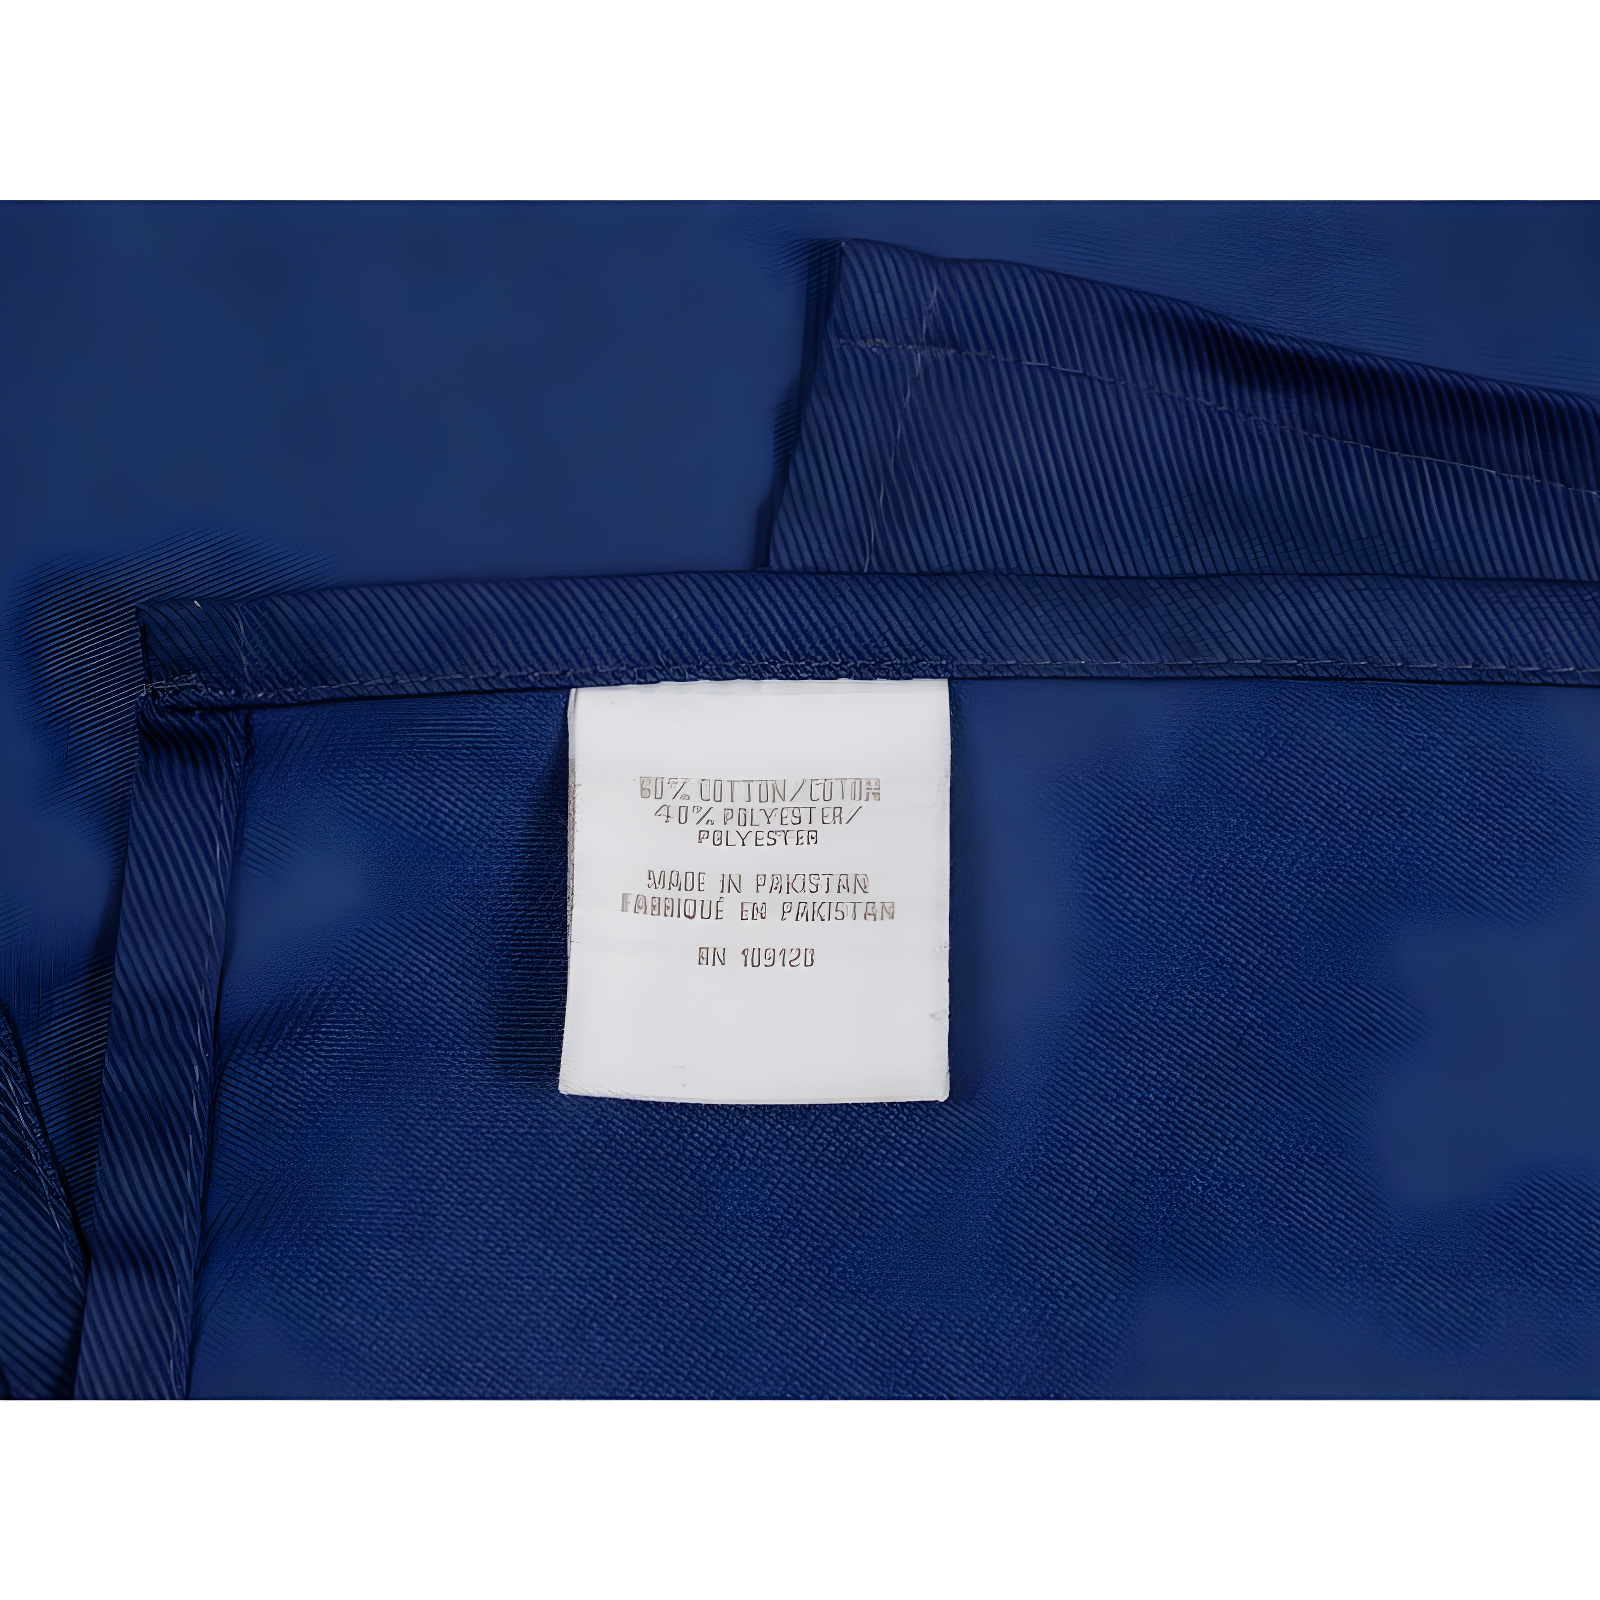 60% COTTON/COTON
40% POLYESTER/
POLYESTER
MADE IN PAKISTAN
FABRIQUÉ EN PAKISTAN
RN 109120